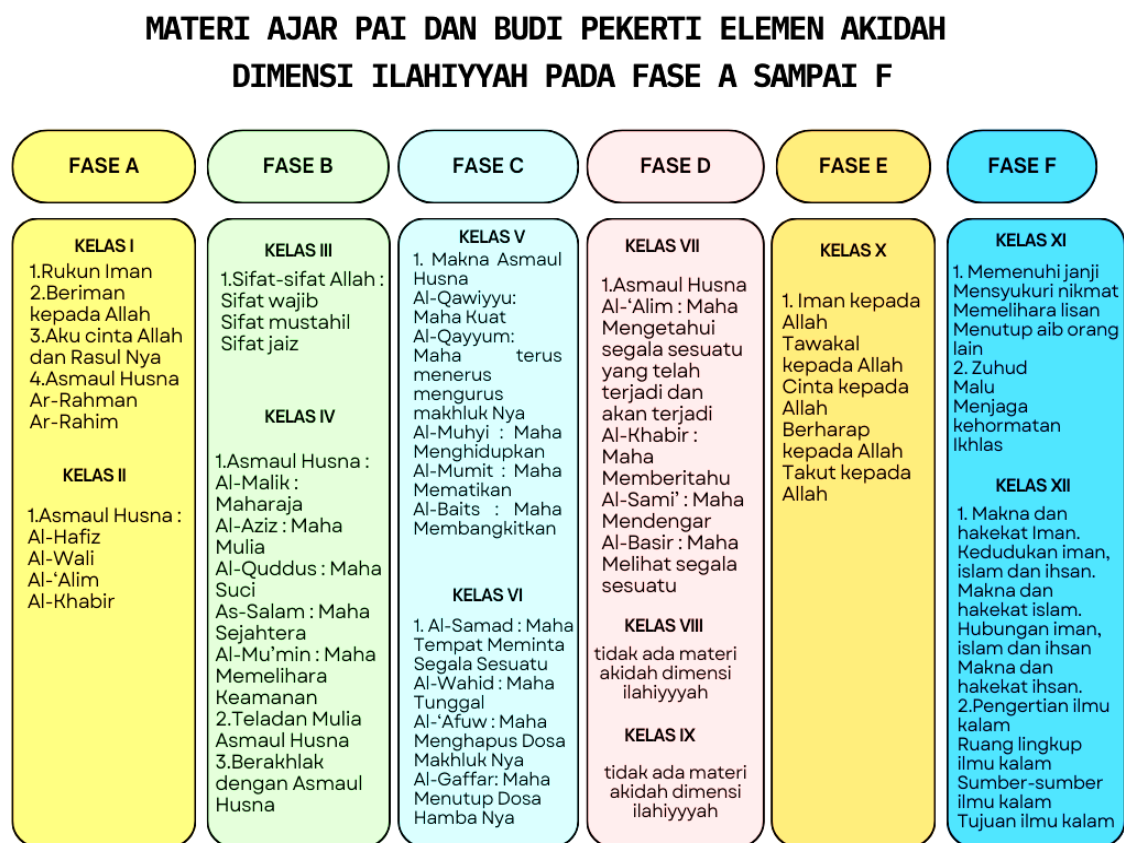 MATERI AJAR PAI DAN BUDI PEKERTI ELEMEN AKIDAH
DIMENSI ILAHIYYAH PADA FASE A SAMPAI F
FASE A
KELAS I
1.Rukun Iman
2.Beriman
kepada Allah
3.Aku cinta Allah
dan Rasul Nya
4.Asmaul Husna
Ar-Rahman
Ar-Rahim
KELAS II
1.Asmaul Husna :
Al-Hafiz
Al-Wali
Al-‘Alim
Al-Khabir
FASE B
KELAS III
1.Sifat-sifat Allah :
Sifat wajib
Sifat mustahil
Sifat jaiz
KELAS IV
1.Asmaul Husna :
Al-Malik :
Maharaja
Al-Aziz : Maha
Mulia
Al-Quddus : Maha
Suci
As-Salam : Maha
Sejahtera
Al-Mu’min : Maha
Memelihara
Keamanan
2.Teladan Mulia
Asmaul Husna
3.Berakhlak
dengan Asmaul
Husna
FASE C
KELAS V
1. Makna Asmaul
Husna
Al-Qawiyyu:
Maha Kuat
Al-Qayyum:
Maha terus
menerus
mengurus
makhluk Nya
Al-Muhyi : Maha
Menghidupkan
Al-Mumit : Maha
Mematikan
Al-Baits : Maha
Membangkitkan
KELAS VI
1. Al-Samad : Maha
Tempat Meminta
Segala Sesuatu
Al-Wahid : Maha
Tunggal
Al-‘Afuw : Maha
Menghapus Dosa
Makhluk Nya
Al-Gaffar: Maha
Menutup Dosa
Hamba Nya
FASE D
KELAS VII
1.Asmaul Husna
Al-‘Alim : Maha
Mengetahui
segala sesuatu
yang telah
terjadi dan
akan terjadi
Al-Khabir :
Maha
Memberitahu
Al-Sami’ : Maha
Mendengar
Al-Basir : Maha
Melihat segala
sesuatu
KELAS VIII
tidak ada materi
akidah dimensi
ilahiyyyah
KELAS IX
tidak ada materi
akidah dimensi
ilahiyyyah
FASE E
KELAS X
1. Iman kepada
Allah
Tawakal
kepada Allah
Cinta kepada
Allah
Berharap
kepada Allah
Takut kepada
Allah
FASE F
KELAS XI
1. Memenuhi janji
Mensyukuri nikmat
Memelihara lisan
Menutup aib orang
lain
2. Zuhud
Malu
Menjaga
kehormatan
Ikhlas
KELAS XII
1. Makna dan
hakekat Iman.
Kedudukan iman,
islam dan ihsan.
Makna dan
hakekat islam.
Hubungan iman,
islam dan ihsan
Makna dan
hakekat ihsan.
2.Pengertian ilmu
kalam
Ruang lingkup
ilmu kalam
Sumber-sumber
ilmu kalam
Tujuan ilmu kalam